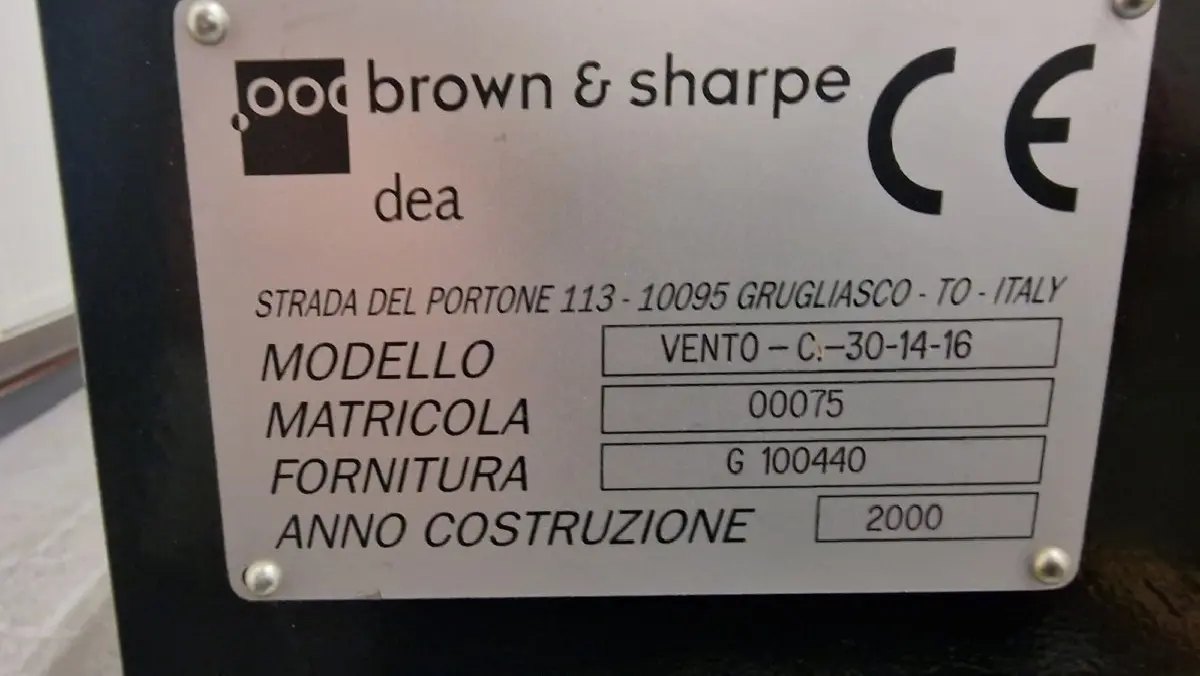 .000 brown & sharpe CE
dea
STRADA DEL PORTONE 113 - 10095 GRUGLIASCO - TO - ITALY
MODELLO VENTO - C.-30-14-16
MATRICOLA 00075
FORNITURA G 100440
ANNO COSTRUZIONE 2000